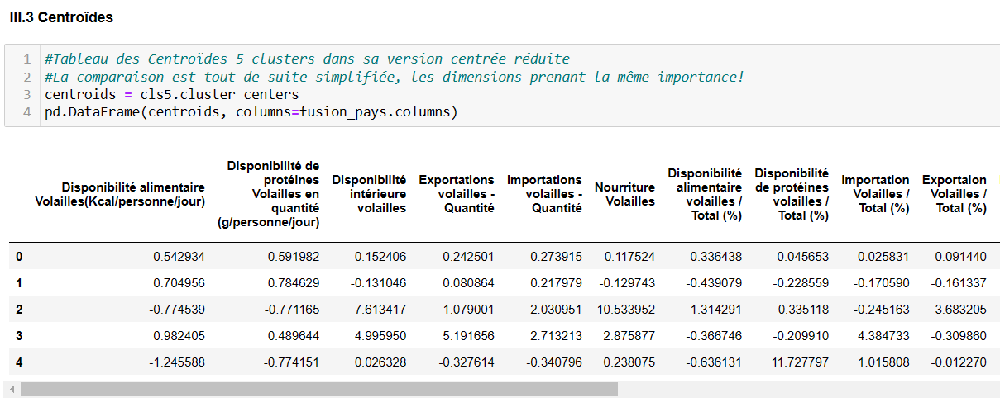 III.3 Centroîdes
1 #Tableau des Centroïdes 5 clusters dans sa version centrée réduite
2 #La comparaison est tout de suite simplifiée, les dimensions prenant la même importance!
3 centroids = cls5.cluster_centers_
4 pd.DataFrame(centroids, columns=fusion_pays.columns)
Disponibilité alimentaire Volailles(Kcal/personne/jour) Disponibilité de protéines Volailles en quantité (g/personne/jour) Disponibilité intérieure volailles Exportations volailles - Quantité Importations volailles - Quantité Nourriture Volailles Disponibilité alimentaire volailles / Total (%) Disponibilité de protéines volailles / Total (%) Importation Volailles / Total (%) Exportaion Volailles / Total (%)
0 -0.542934 -0.591982 -0.152406 -0.242501 -0.273915 -0.117524 0.336438 0.045653 -0.025831 0.091440
1 0.704956 0.784629 -0.131046 0.080864 0.217979 -0.129743 -0.439079 -0.228559 -0.170590 -0.161337
2 -0.774539 -0.771165 7.613417 1.079001 2.030951 10.533952 1.314291 0.335118 -0.245163 3.683205
3 0.982405 0.489644 4.995950 5.191656 2.713213 2.875877 -0.366746 -0.209910 4.384733 -0.309860
4 -1.245588 -0.774151 0.026328 -0.327614 -0.340796 0.238075 -0.636131 11.727797 1.015808 -0.012270